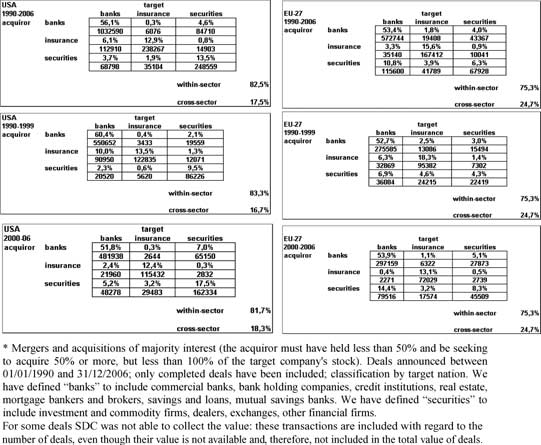 USA target
1990-2006 banks insurance securities
acquiror banks 56,1% 0,3% 4,6%
1032590 6076 84710
insurance 6,1% 12,9% 0,8%
112910 238267 14903
securities 3,7% 1,9% 13,5%
68798 35104 248559
within-sector 82,5%
cross-sector 17,5%
EU-27 target
1990-2006 banks insurance securities
acquiror banks 53,4% 1,8% 4,0%
572744 19408 43367
insurance 3,3% 15,6% 0,9%
35140 167412 10041
securities 10,8% 3,9% 6,3%
115600 41789 67928
within-sector 75,3%
cross-sector 24,7%
USA target
1990-1999 banks insurance securities
acquiror banks 60,4% 0,4% 2,1%
550652 3433 19559
insurance 10,0% 13,5% 1,3%
90950 122835 12071
securities 2,3% 0,6% 9,5%
20520 5620 86226
within-sector 83,3%
cross-sector 16,7%
EU-27 target
1990-1999 banks insurance securities
acquiror banks 52,7% 2,5% 3,0%
275585 13086 15494
insurance 6,3% 18,3% 1,4%
32869 95382 7302
securities 6,9% 4,6% 4,3%
36084 24215 22419
within-sector 75,3%
cross-sector 24,7%
USA target
2000-06 banks insurance securities
acquiror banks 51,8% 0,3% 7,0%
481938 2644 65150
insurance 2,4% 12,4% 0,3%
21960 115432 2832
securities 5,2% 3,2% 17,5%
48278 29483 162334
within-sector 81,7%
cross-sector 18,3%
EU-27 target
2000-2006 banks insurance securities
acquiror banks 53,9% 1,1% 5,1%
297159 6322 27873
insurance 0,4% 13,1% 0,5%
2271 72029 2739
securities 14,4% 3,2% 8,3%
79516 17574 45509
within-sector 75,3%
cross-sector 24,7%
* Mergers and acquisitions of majority interest (the acquiror must have held less than 50% and be seeking
to acquire 50% or more, but less than 100% of the target company's stock). Deals announced between
01/01/1990 and 31/12/2006; only completed deals have been included; classification by target nation. We
have defined “banks” to include commercial banks, bank holding companies, credit institutions, real estate,
mortgage bankers and brokers, savings and loans, mutual savings banks. We have defined “securities” to
include investment and commodity firms, dealers, exchanges, other financial firms.
For some deals SDC was not able to collect the value: these transactions are included with regard to the
number of deals, even though their value is not available and, therefore, not included in the total value of deals.